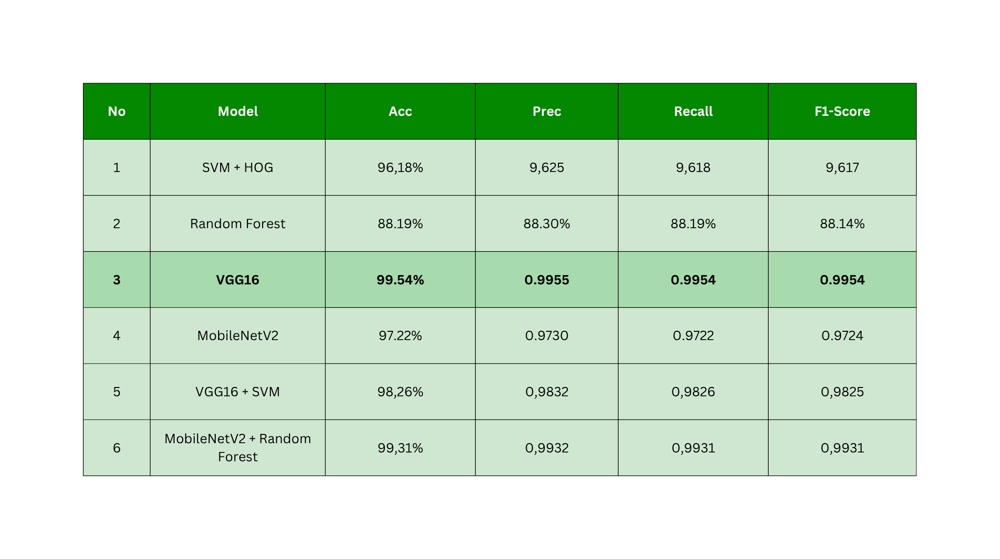 No Model Acc Prec Recall F1-Score
1 SVM + HOG 96,18% 9,625 9,618 9,617
2 Random Forest 88.19% 88.30% 88.19% 88.14%
3 VGG16 99.54% 0.9955 0.9954 0.9954
4 MobileNetV2 97.22% 0.9730 0.9722 0.9724
5 VGG16 + SVM 98,26% 0,9832 0,9826 0,9825
6 MobileNetV2 + Random
Forest 99,31% 0,9932 0,9931 0,9931